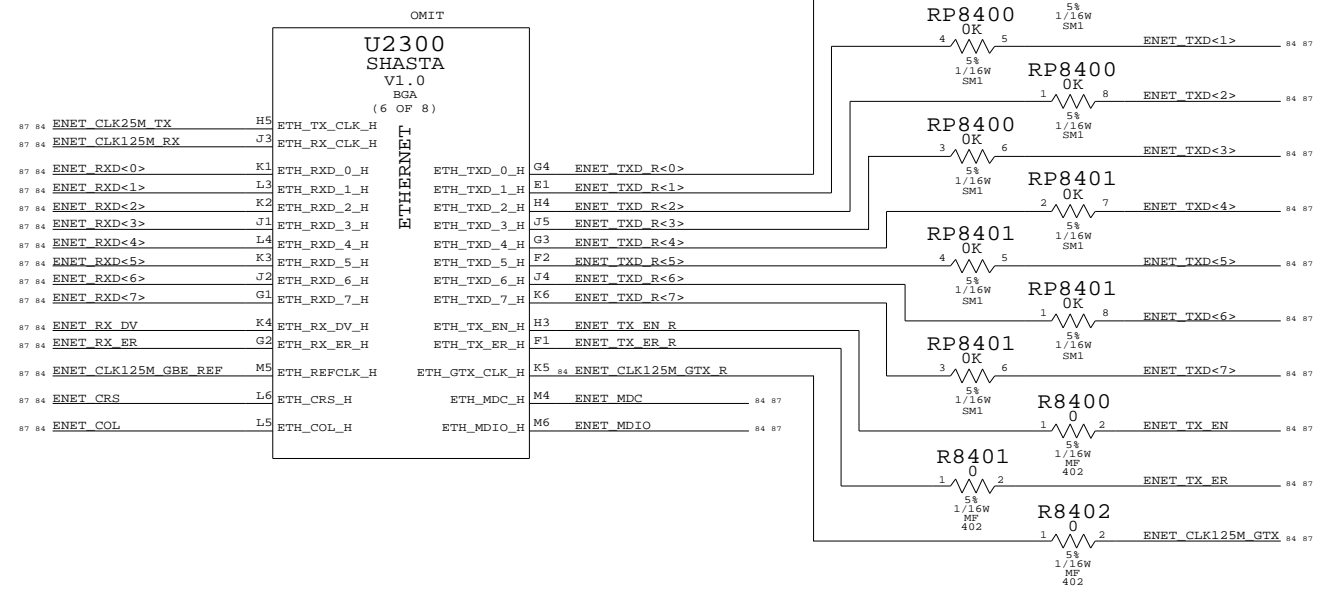 OMIT
U2300
SHASTA
V1.0
BGA
(6 OF 8)
ETHERNET
87 84 ENET_CLK25M_TX H5 ETH_TX_CLK_H
87 84 ENET_CLK125M_RX J3 ETH_RX_CLK_H
87 84 ENET_RXD<0> K1 ETH_RXD_0_H
87 84 ENET_RXD<1> L3 ETH_RXD_1_H
87 84 ENET_RXD<2> K2 ETH_RXD_2_H
87 84 ENET_RXD<3> J1 ETH_RXD_3_H
87 84 ENET_RXD<4> L4 ETH_RXD_4_H
87 84 ENET_RXD<5> K3 ETH_RXD_5_H
87 84 ENET_RXD<6> J2 ETH_RXD_6_H
87 84 ENET_RXD<7> G1 ETH_RXD_7_H
87 84 ENET_RX_DV K4 ETH_RX_DV_H
87 84 ENET_RX_ER G2 ETH_RX_ER_H
87 84 ENET_CLK125M_GBE_REF M5 ETH_REFCLK_H
87 84 ENET_CRS L6 ETH_CRS_H
87 84 ENET_COL L5 ETH_COL_H
ETH_TXD_0_H G4 ENET_TXD_R<0>
ETH_TXD_1_H E1 ENET_TXD_R<1>
ETH_TXD_2_H H4 ENET_TXD_R<2>
ETH_TXD_3_H J5 ENET_TXD_R<3>
ETH_TXD_4_H G3 ENET_TXD_R<4>
ETH_TXD_5_H F2 ENET_TXD_R<5>
ETH_TXD_6_H J4 ENET_TXD_R<6>
ETH_TXD_7_H K6 ENET_TXD_R<7>
ETH_TX_EN_H H3 ENET_TX_EN_R
ETH_TX_ER_H F1 ENET_TX_ER_R
ETH_GTX_CLK_H K5 84 ENET_CLK125M_GTX_R
ETH_MDC_H M4 ENET_MDC 84 87
ETH_MDIO_H M6 ENET_MDIO 84 87
5%
1/16W
SM1
RP8400
0K
4 5 ENET_TXD<1> 84 87
5%
1/16W
SM1
RP8400
0K
1 8 ENET_TXD<2> 84 87
5%
1/16W
SM1
RP8400
0K
3 6 ENET_TXD<3> 84 87
5%
1/16W
SM1
RP8401
0K
2 7 ENET_TXD<4> 84 87
5%
1/16W
SM1
RP8401
0K
4 5 ENET_TXD<5> 84 87
5%
1/16W
SM1
RP8401
0K
1 8 ENET_TXD<6> 84 87
5%
1/16W
SM1
RP8401
0K
3 6 ENET_TXD<7> 84 87
5%
1/16W
SM1
R8400
0
1 2 ENET_TX_EN 84 87
5%
1/16W
MF
402
R8401
0
1 2 ENET_TX_ER 84 87
5%
1/16W
MF
402
R8402
0
1 2 ENET_CLK125M_GTX 84 87
5%
1/16W
MF
402